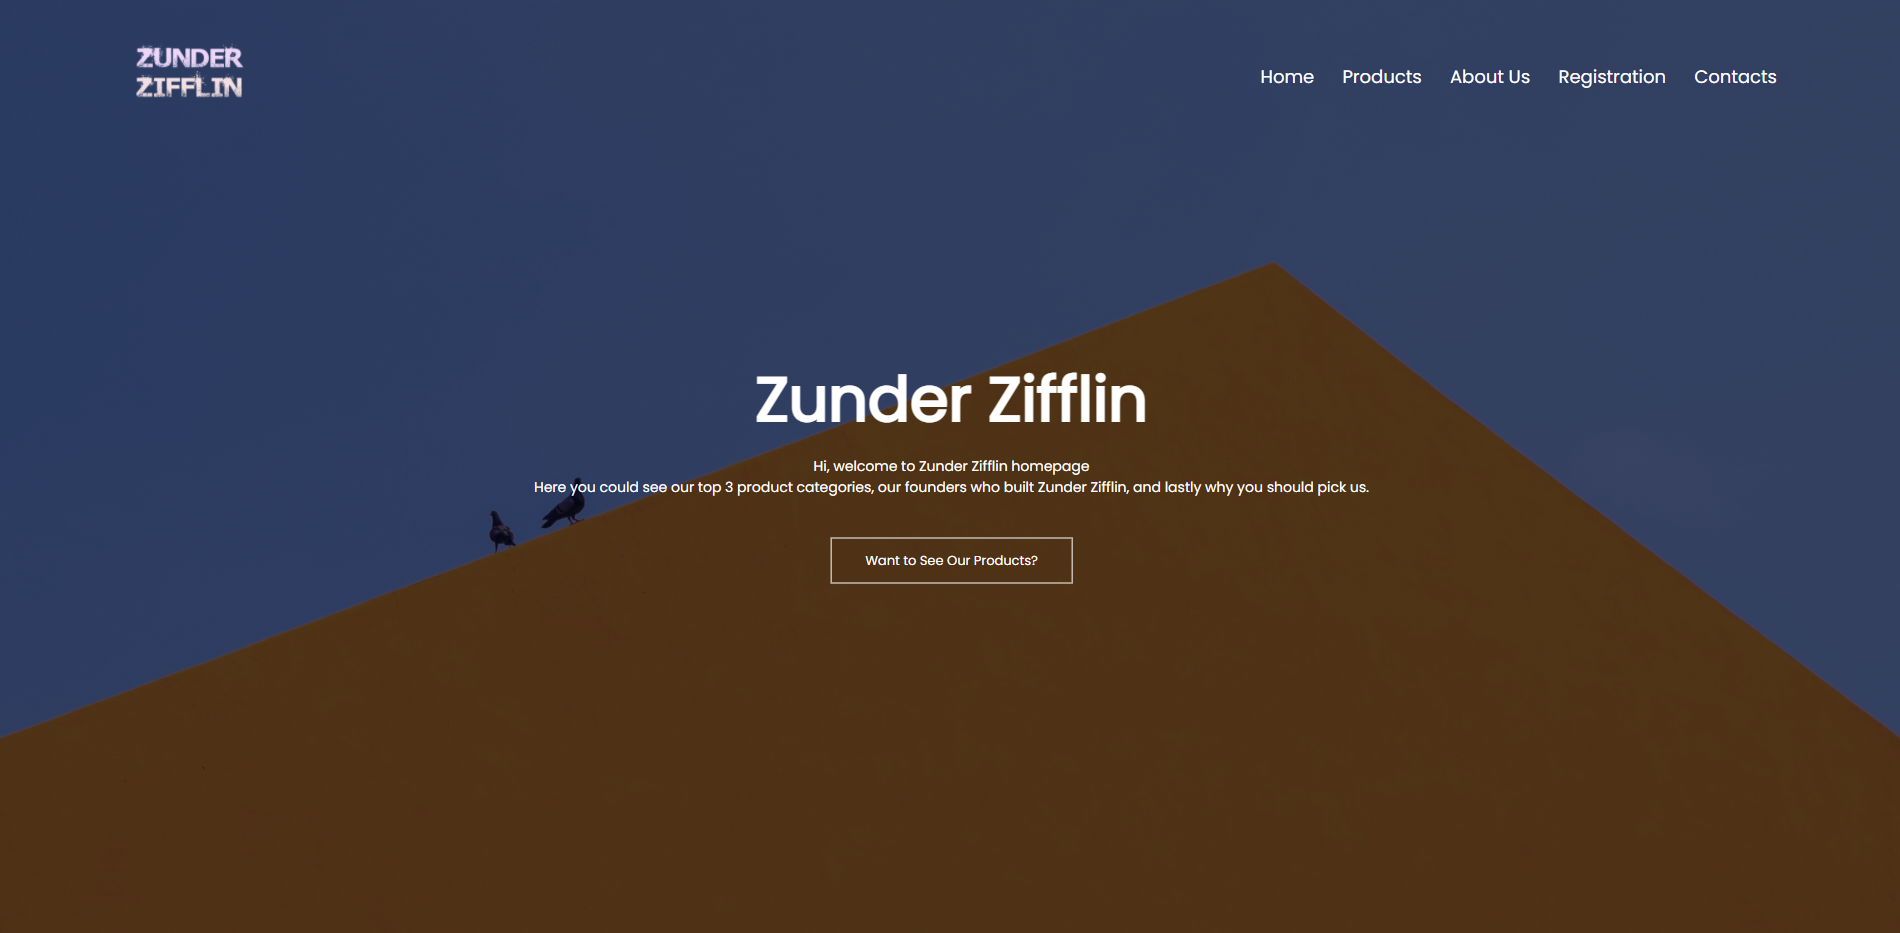 ZUNDER
ZIFFLIN
Home Products About Us Registration Contacts
Zunder Zifflin
Hi, welcome to Zunder Zifflin homepage
Here you could see our top 3 product categories, our founders who built Zunder Zifflin, and lastly why you should pick us.
Want to See Our Products?